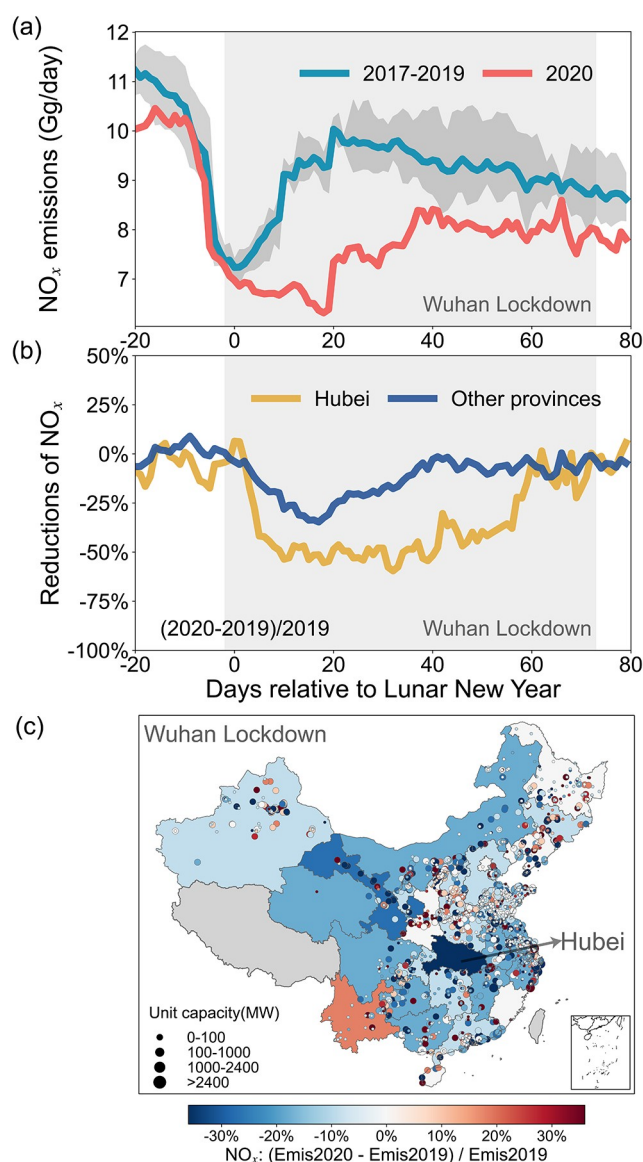 (a)
12
11
10
9
8
7
NOx emissions (Gg/day)
2017-2019
2020
Wuhan Lockdown
-20
0
20
40
60
80
(b)
50%
25%
0%
-25%
-50%
-75%
-100%
Reductions of NOx
Hubei
Other provinces
(2020-2019)/2019
Wuhan Lockdown
-20
0
20
40
60
80
Days relative to Lunar New Year
(c)
Wuhan Lockdown
Hubei
Unit capacity(MW)
0-100
100-1000
1000-2400
>2400
-30%
-20%
-10%
0%
10%
20%
30%
NOx: (Emis2020 - Emis2019) / Emis2019